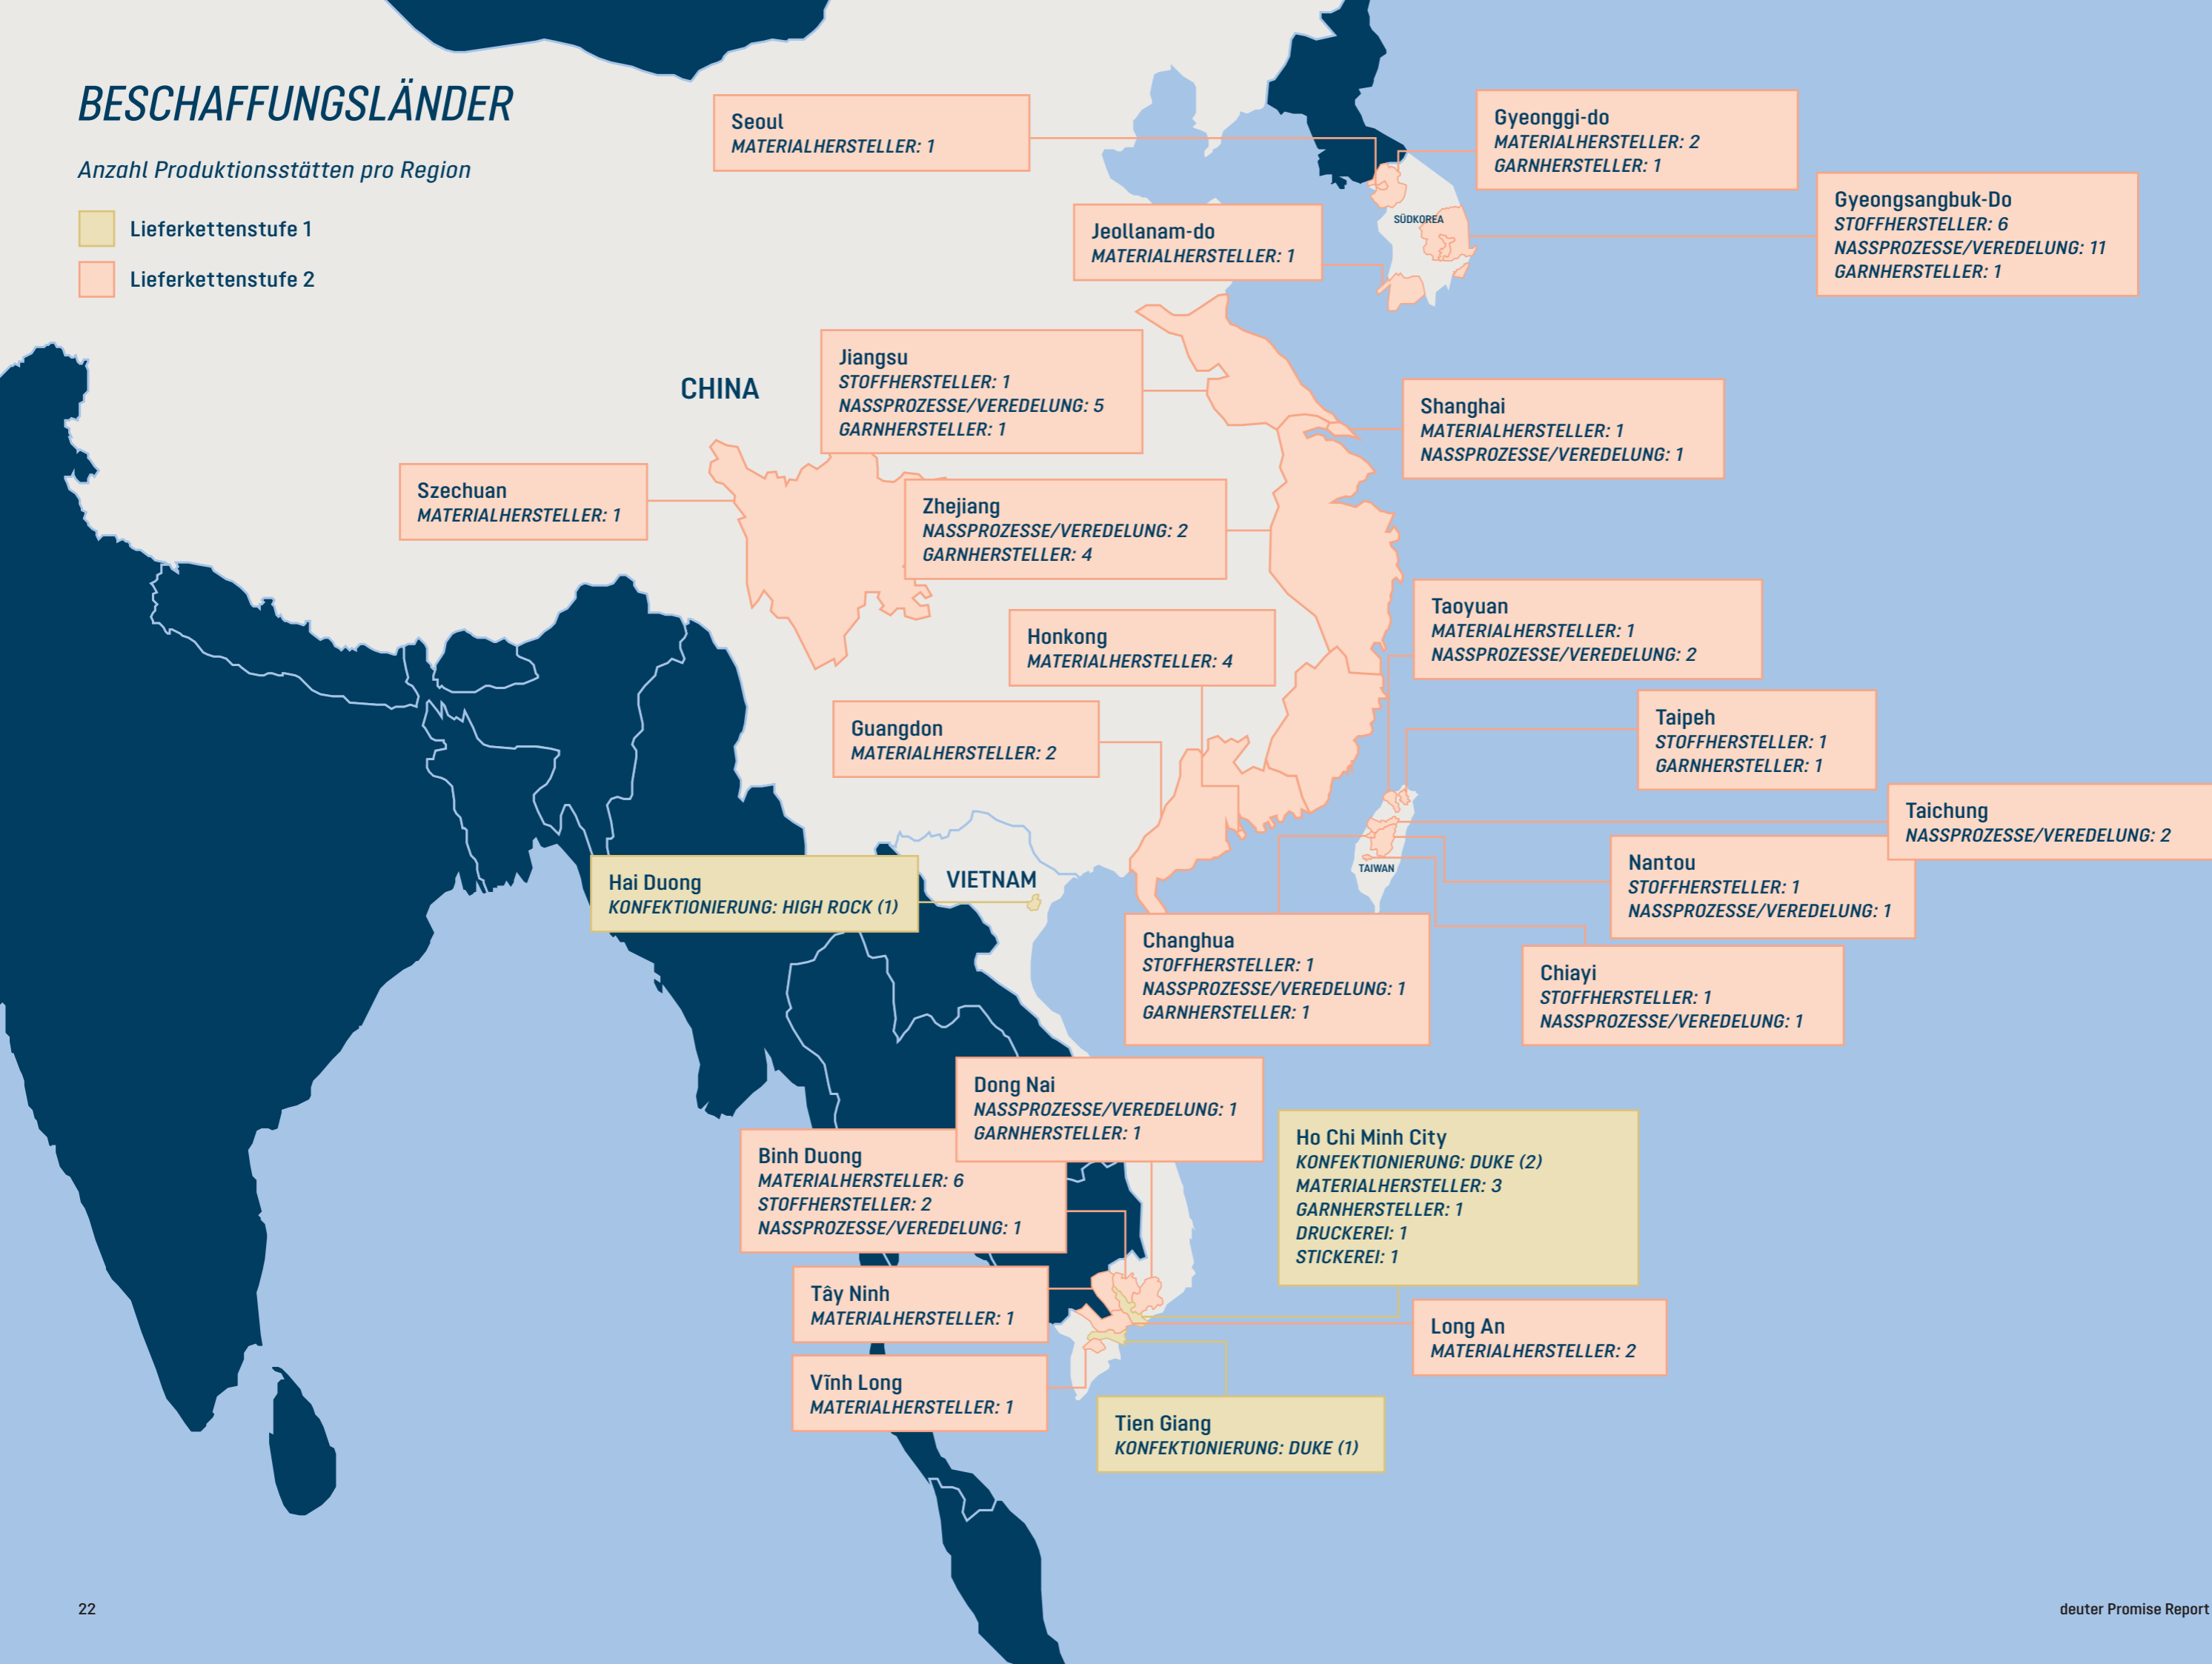 BESCHAFFUNGSLÄNDER
Anzahl Produktionsstätten pro Region
Lieferkettenstufe 1
Lieferkettenstufe 2
Seoul
MATERIALHERSTELLER: 1
Gyeonggi-do
MATERIALHERSTELLER: 2
GARNHERSTELLER: 1
Gyeongsangbuk-Do
STOFFHERSTELLER: 6
NASSPROZESSE/VEREDELUNG: 11
GARNHERSTELLER: 1
SÜDKOREA
Jeollanam-do
MATERIALHERSTELLER: 1
CHINA
Jiangsu
STOFFHERSTELLER: 1
NASSPROZESSE/VEREDELUNG: 5
GARNHERSTELLER: 1
Shanghai
MATERIALHERSTELLER: 1
NASSPROZESSE/VEREDELUNG: 1
Szechuan
MATERIALHERSTELLER: 1
Zhejiang
NASSPROZESSE/VEREDELUNG: 2
GARNHERSTELLER: 4
Taoyuan
MATERIALHERSTELLER: 1
NASSPROZESSE/VEREDELUNG: 2
Honkong
MATERIALHERSTELLER: 4
Guangdon
MATERIALHERSTELLER: 2
Taipeh
STOFFHERSTELLER: 1
GARNHERSTELLER: 1
Taichung
NASSPROZESSE/VEREDELUNG: 2
Nantou
STOFFHERSTELLER: 1
NASSPROZESSE/VEREDELUNG: 1
TAIWAN
Hai Duong
KONFEKTIONIERUNG: HIGH ROCK (1)
VIETNAM
Changhua
STOFFHERSTELLER: 1
NASSPROZESSE/VEREDELUNG: 1
GARNHERSTELLER: 1
Chiayi
STOFFHERSTELLER: 1
NASSPROZESSE/VEREDELUNG: 1
Dong Nai
NASSPROZESSE/VEREDELUNG: 1
GARNHERSTELLER: 1
Binh Duong
MATERIALHERSTELLER: 6
STOFFHERSTELLER: 2
NASSPROZESSE/VEREDELUNG: 1
Ho Chi Minh City
KONFEKTIONIERUNG: DUKE (2)
MATERIALHERSTELLER: 3
GARNHERSTELLER: 1
DRUCKEREI: 1
STICKEREI: 1
Tây Ninh
MATERIALHERSTELLER: 1
Long An
MATERIALHERSTELLER: 2
Vĩnh Long
MATERIALHERSTELLER: 1
Tien Giang
KONFEKTIONIERUNG: DUKE (1)
22
deuter Promise Report